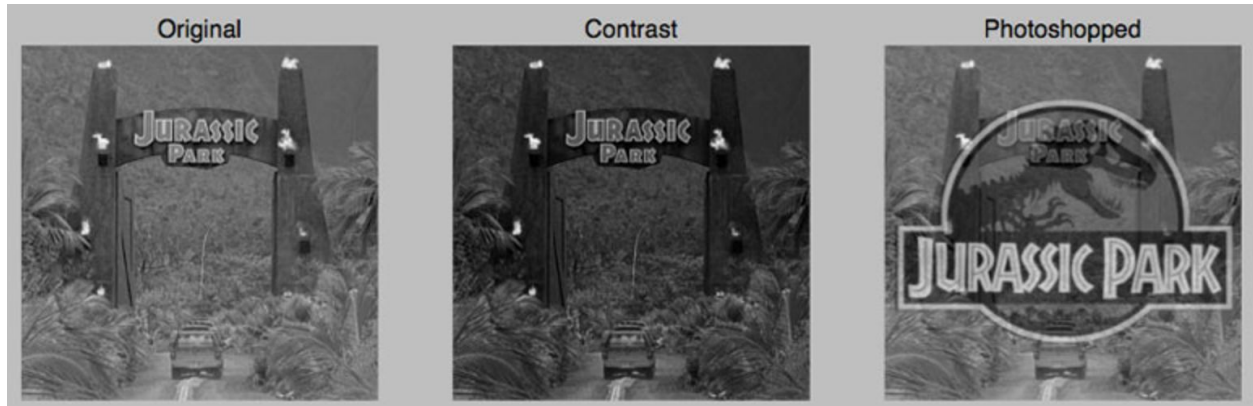 Original
Contrast
Photoshopped
JURASSIC
PARK
JURASSIC
PARK
JURASSIC
PARK
JURASSIC PARK